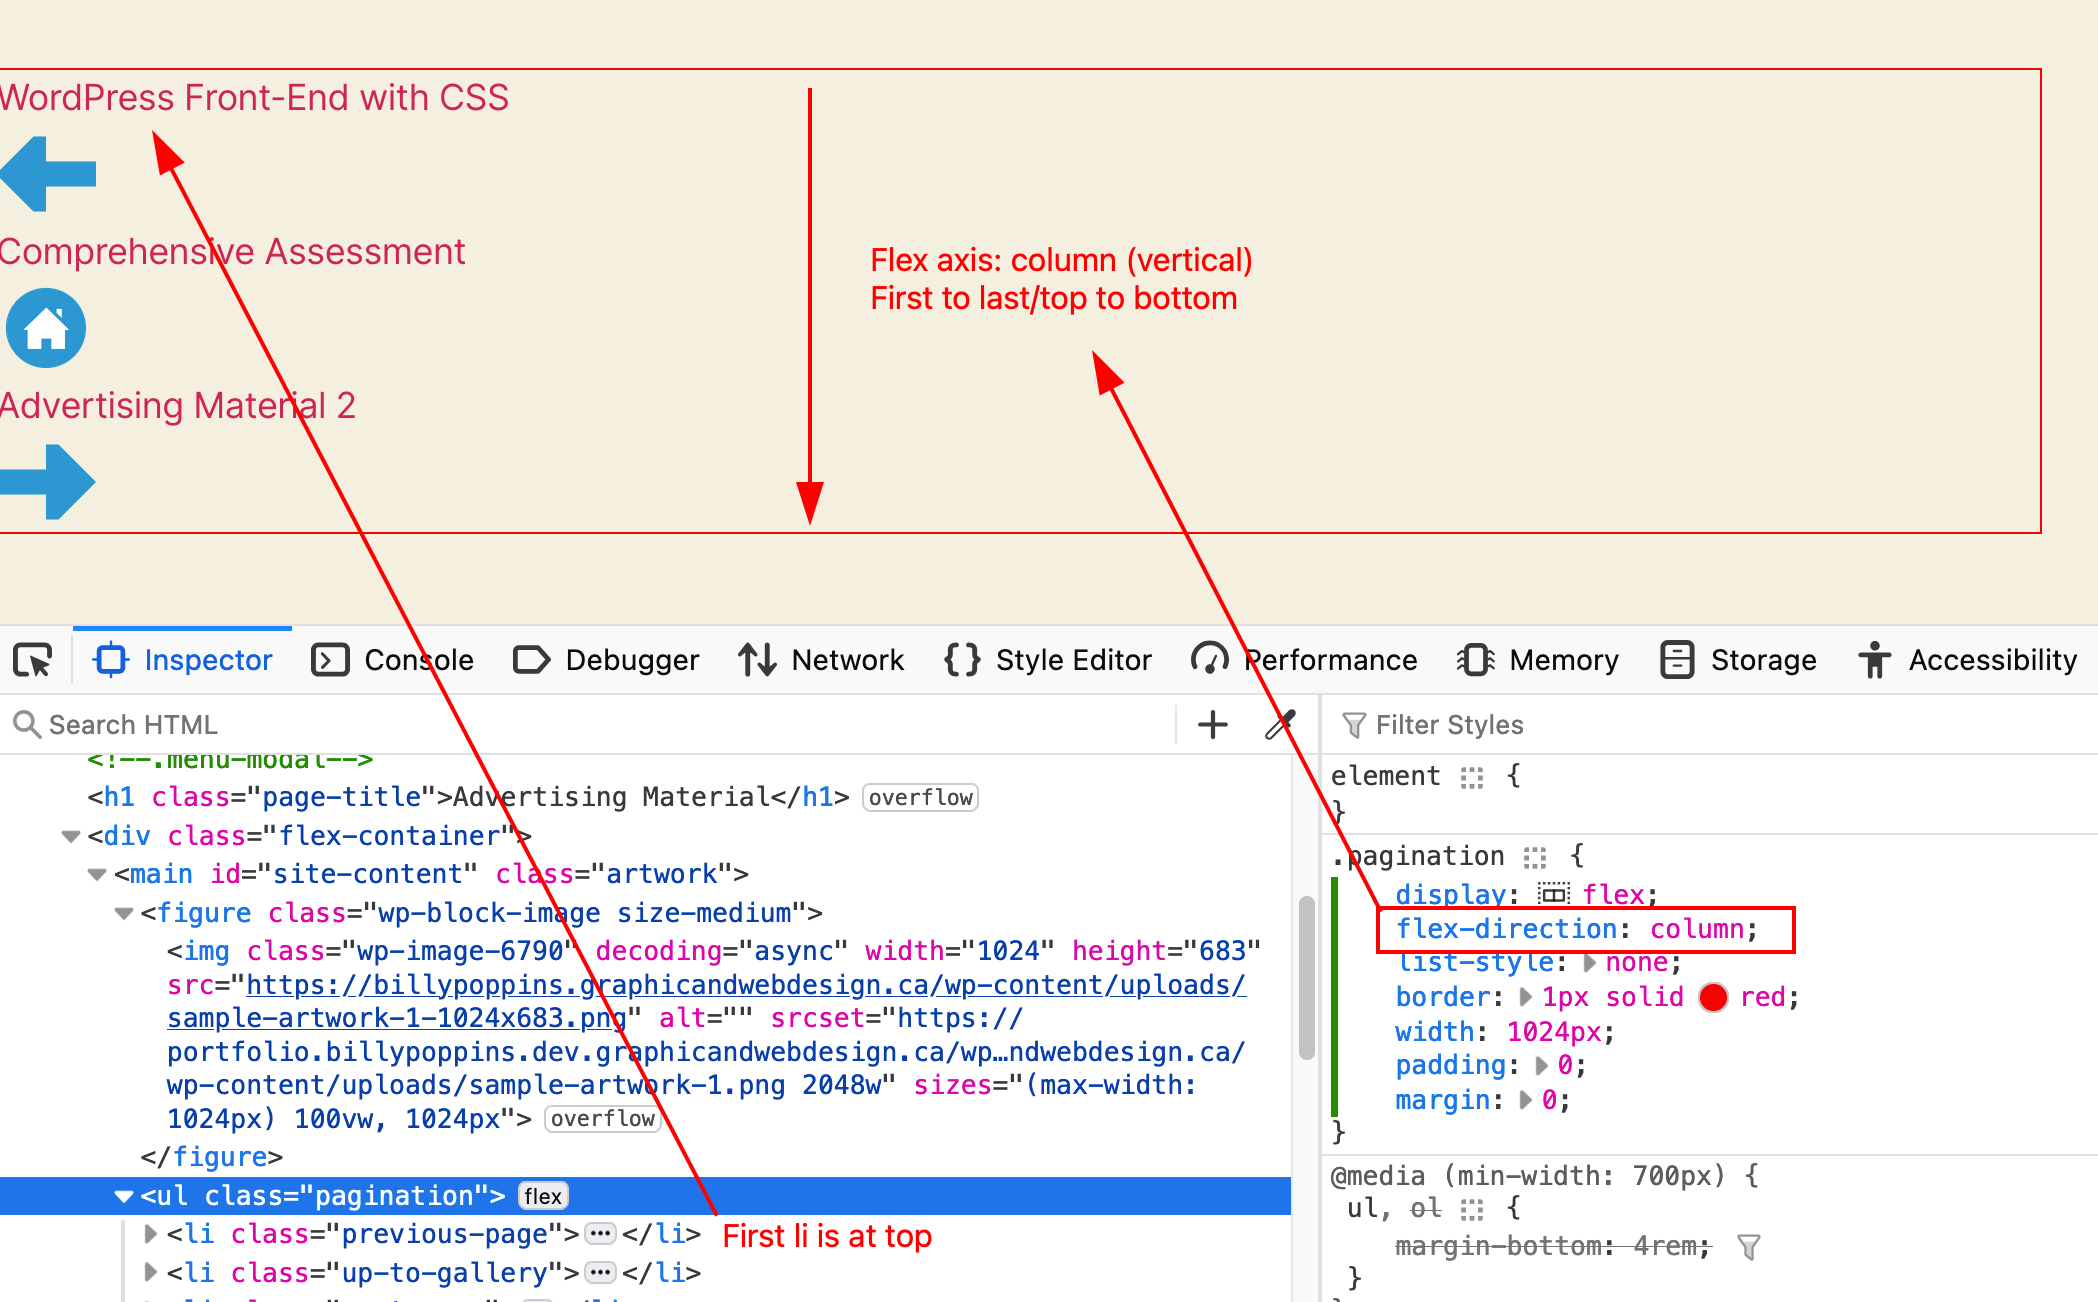 WordPress Front-End with CSS
Comprehensive Assessment
Advertising Material 2
Flex axis: column (vertical)
First to last/top to bottom
Inspector Console Debugger Network Style Editor Performance Memory Storage Accessibility
Search HTML
Filter Styles
<!--.menu-modal-->
<h1 class="page-title">Advertising Material</h1> overflow
<div class="flex-container">
<main id="site-content" class="artwork">
<figure class="wp-block-image size-medium">
<img class="wp-image-6790" decoding="async" width="1024" height="683"
src="https://billypoppins.graphicandwebdesign.ca/wp-content/uploads/
sample-artwork-1-1024x683.png" alt="" srcset="https://
portfolio.billypoppins.dev.graphicandwebdesign.ca/wp…ndwebdesign.ca/
wp-content/uploads/sample-artwork-1.png 2048w" sizes="(max-width:
1024px) 100vw, 1024px"> overflow
</figure>
<ul class="pagination"> flex
<li class="previous-page"> ••• </li>
First li is at top
<li class="up-to-gallery"> ••• </li>
element {
}
.pagination {
display: flex;
flex-direction: column;
list-style: none;
border: 1px solid red;
width: 1024px;
padding: 0;
margin: 0;
}
@media (min-width: 700px) {
ul, ol {
margin-bottom: 4rem;
}